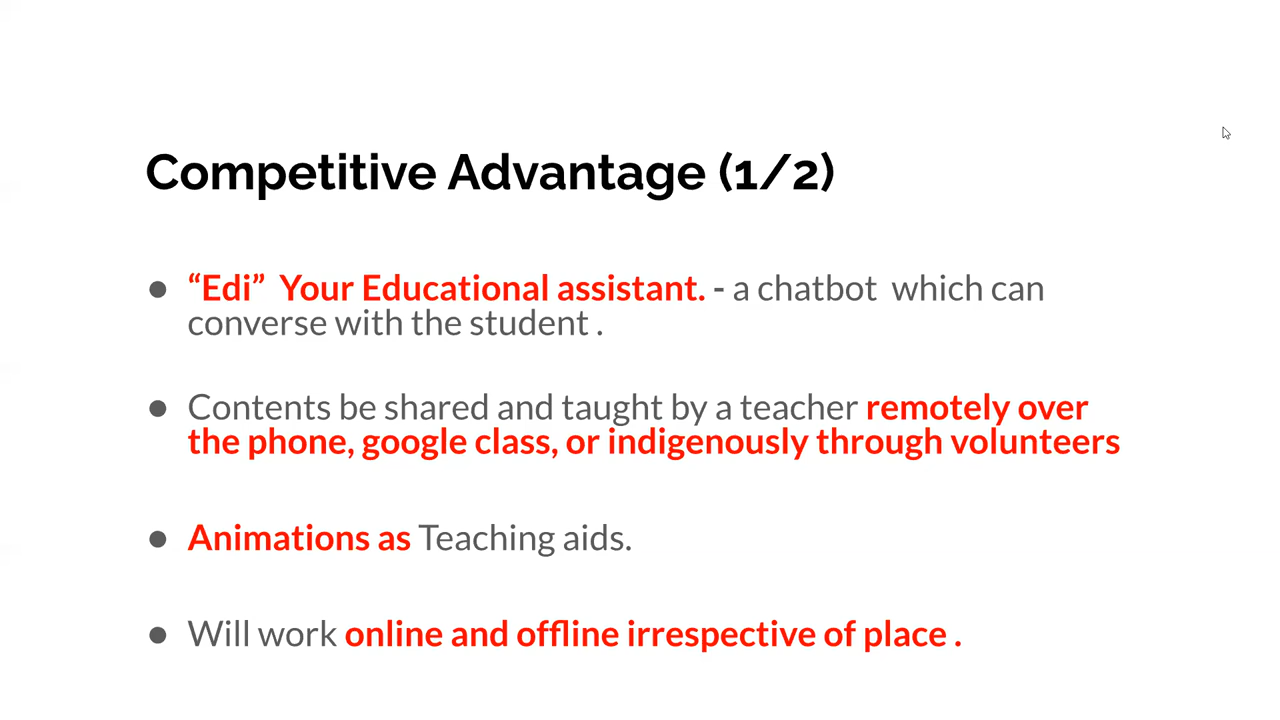 Competitive Advantage (1/2)
● “Edi”  Your Educational assistant. - a chatbot  which can
converse with the student .
● Contents be shared and taught by a teacher remotely over
the phone, google class, or indigenously through volunteers
● Animations as Teaching aids.
● Will work online and offline irrespective of place .